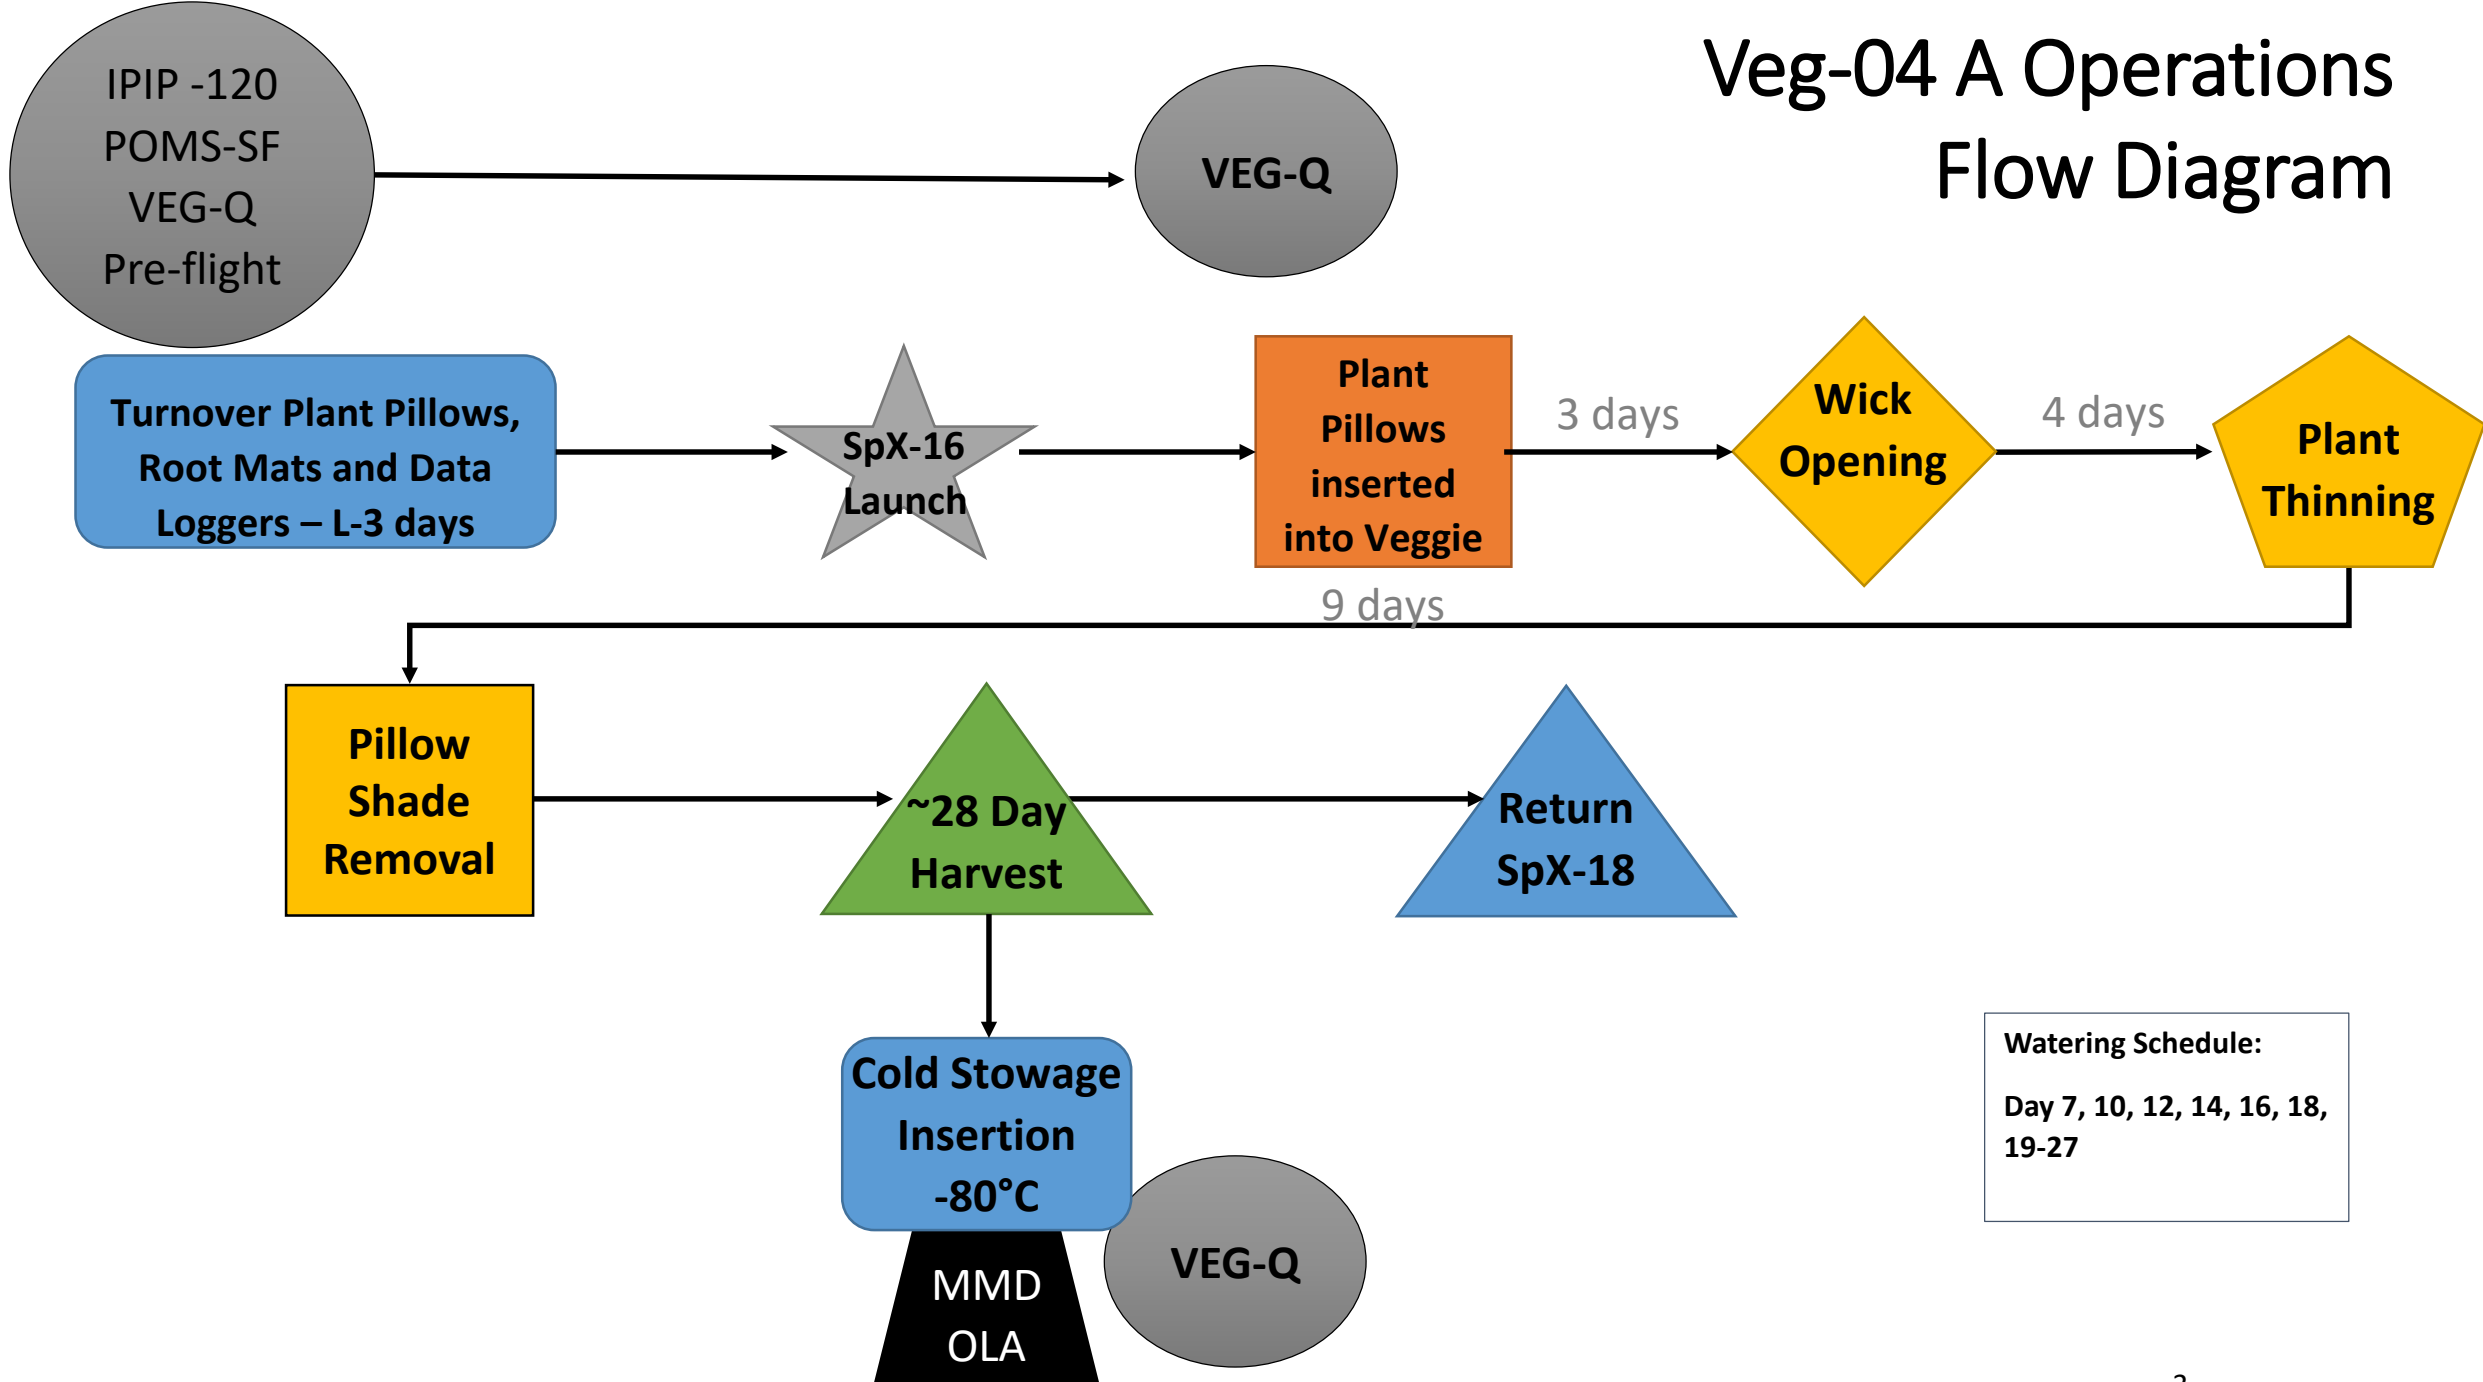 Veg-04 A Operations
Flow Diagram
IPIP -120
POMS-SF
VEG-Q
Pre-flight
VEG-Q
Turnover Plant Pillows,
Root Mats and Data
Loggers – L-3 days
SpX-16
Launch
Plant
Pillows
inserted
into Veggie
3 days
Wick
Opening
4 days
Plant
Thinning
9 days
Pillow
Shade
Removal
~28 Day
Harvest
Return
SpX-18
Cold Stowage
Insertion
-80°C
MMD
OLA
VEG-Q
Watering Schedule:
Day 7, 10, 12, 14, 16, 18,
19-27